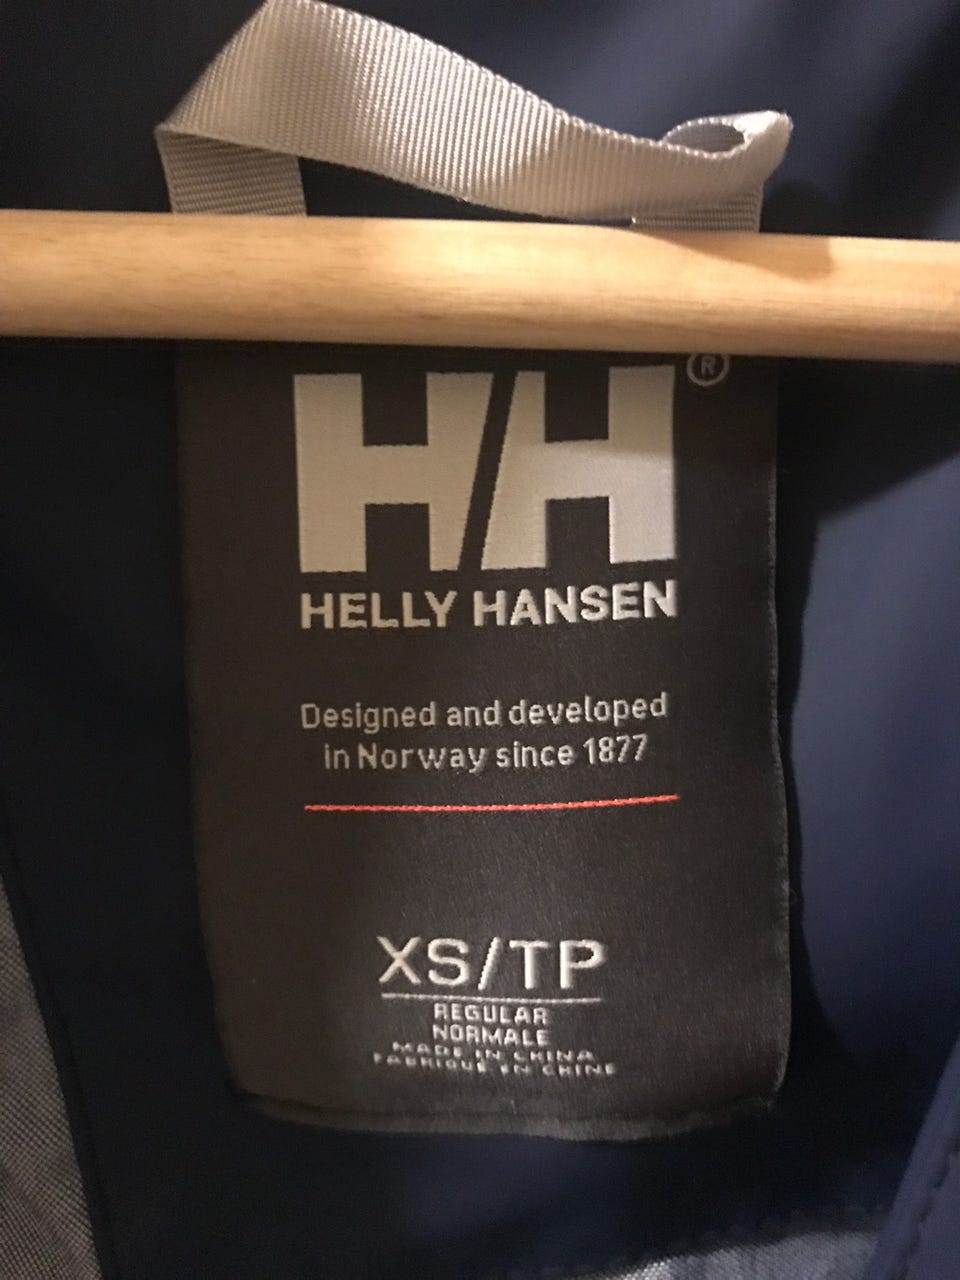 HH®
HELLY HANSEN
Designed and developed
in Norway since 1877
XS/TP
REGULAR
NORMALE
MADE IN CHINA
FABRIQUE EN CHINE